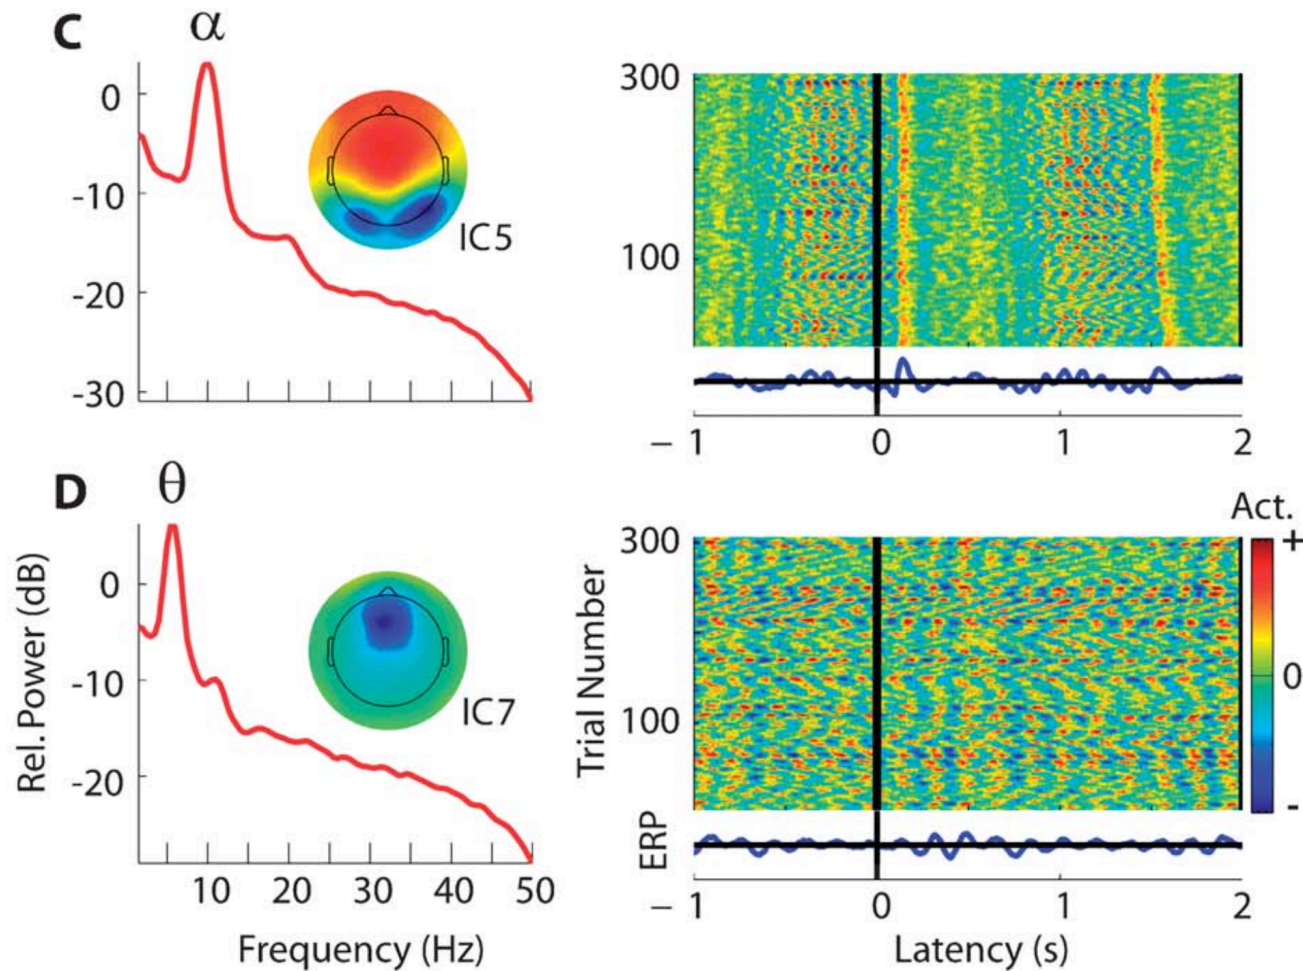 C
α
0
-10
-20
-30
IC5
300
100
– 1
0
1
2
D
θ
Rel. Power (dB)
0
-10
-20
IC7
10
20
30
40
50
Frequency (Hz)
Trial Number
300
100
ERP
– 1
0
1
2
Latency (s)
Act.
+
0
-